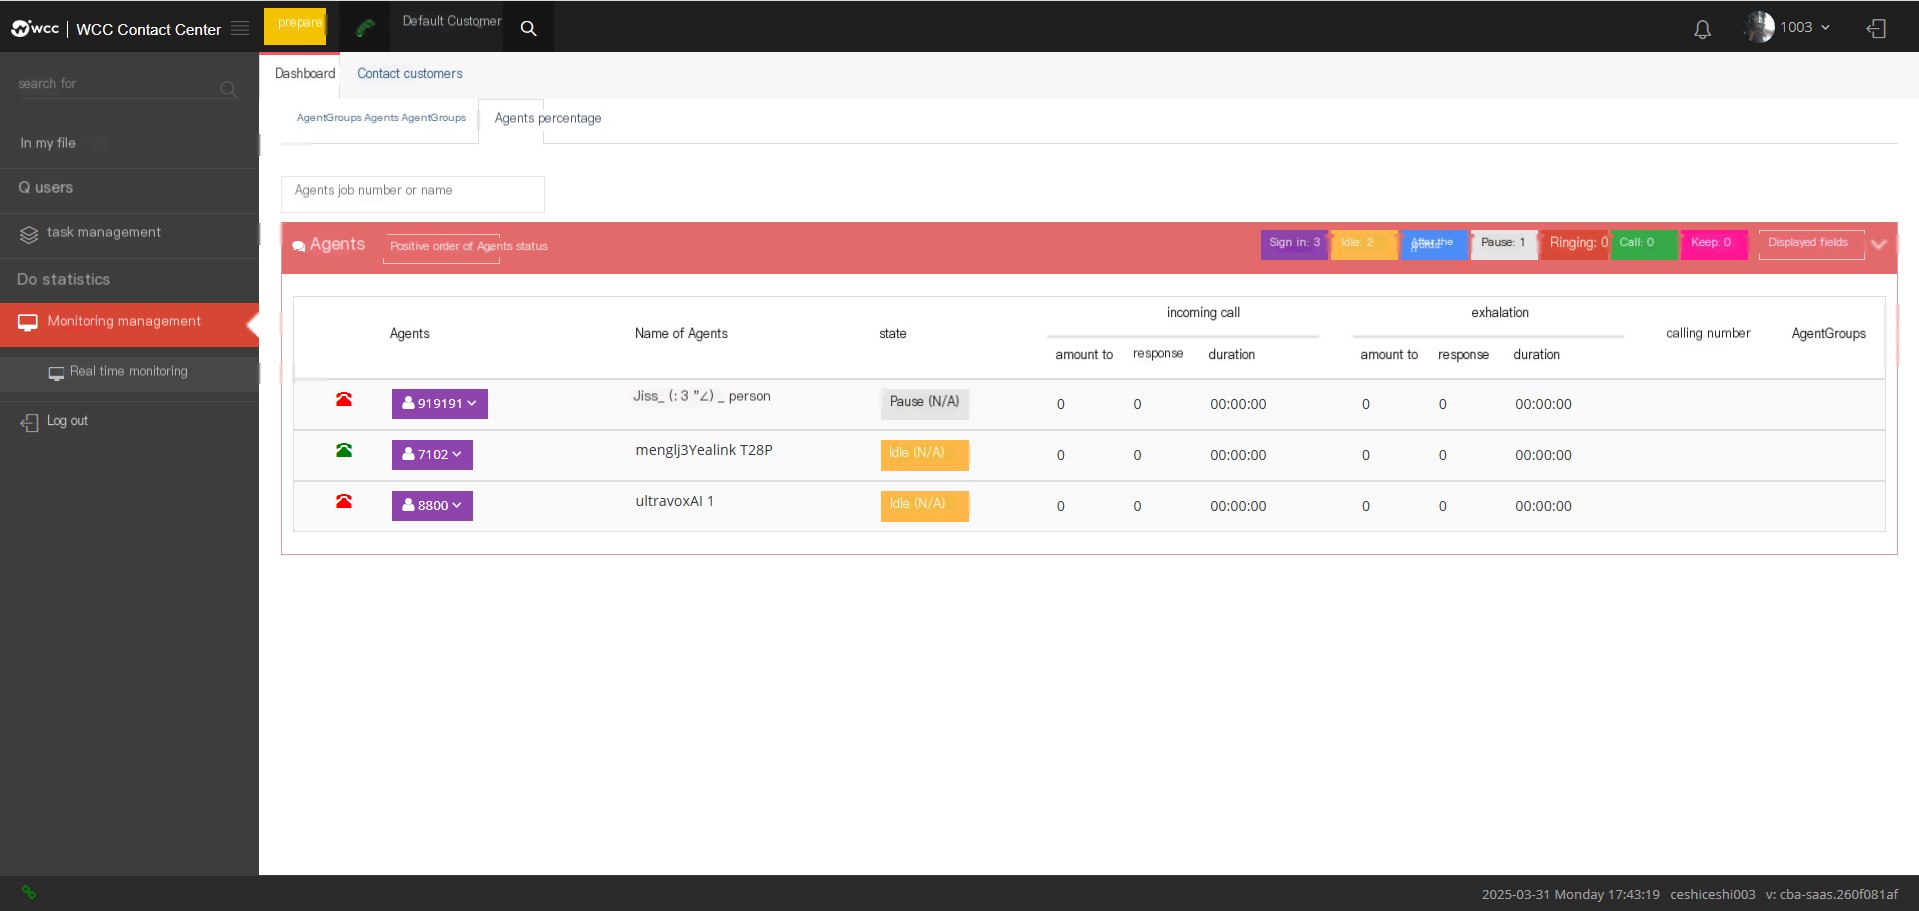 wcc | WCC Contact Center
prepare
Default Customer
1003
search for
In my file
Q users
task management
Do statistics
Monitoring management
Real time monitoring
Log out
Dashboard
Contact customers
AgentGroups Agents AgentGroups
Agents percentage
Agents job number or name
Agents
Positive order of Agents status
Sign in: 3
Idle: 2
After the
Pause: 1
Ringing: 0
Call: 0
Keep: 0
Displayed fields
Agents
Name of Agents
state
incoming call
exhalation
calling number
AgentGroups
amount to
response
duration
amount to
response
duration
919191
Jiss_ (: 3 ”∠) _ person
Pause (N/A)
0
0
00:00:00
0
0
00:00:00
7102
menglj3Yealink T28P
Idle (N/A)
0
0
00:00:00
0
0
00:00:00
8800
ultravoxAI 1
Idle (N/A)
0
0
00:00:00
0
0
00:00:00
2025-03-31 Monday 17:43:19 ceshiceshi003 v: cba-saas.260f081af